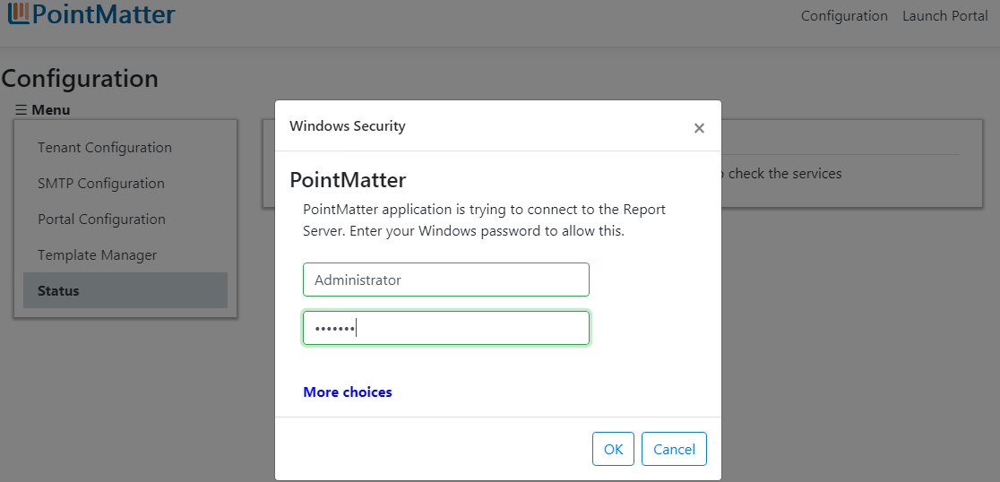 PointMatter
Configuration Launch Portal
Configuration
☰ Menu
Tenant Configuration
SMTP Configuration
Portal Configuration
Template Manager
Status
check the services
Windows Security ×
PointMatter
PointMatter application is trying to connect to the Report
Server. Enter your Windows password to allow this.
Administrator
•••••••
More choices
OK Cancel